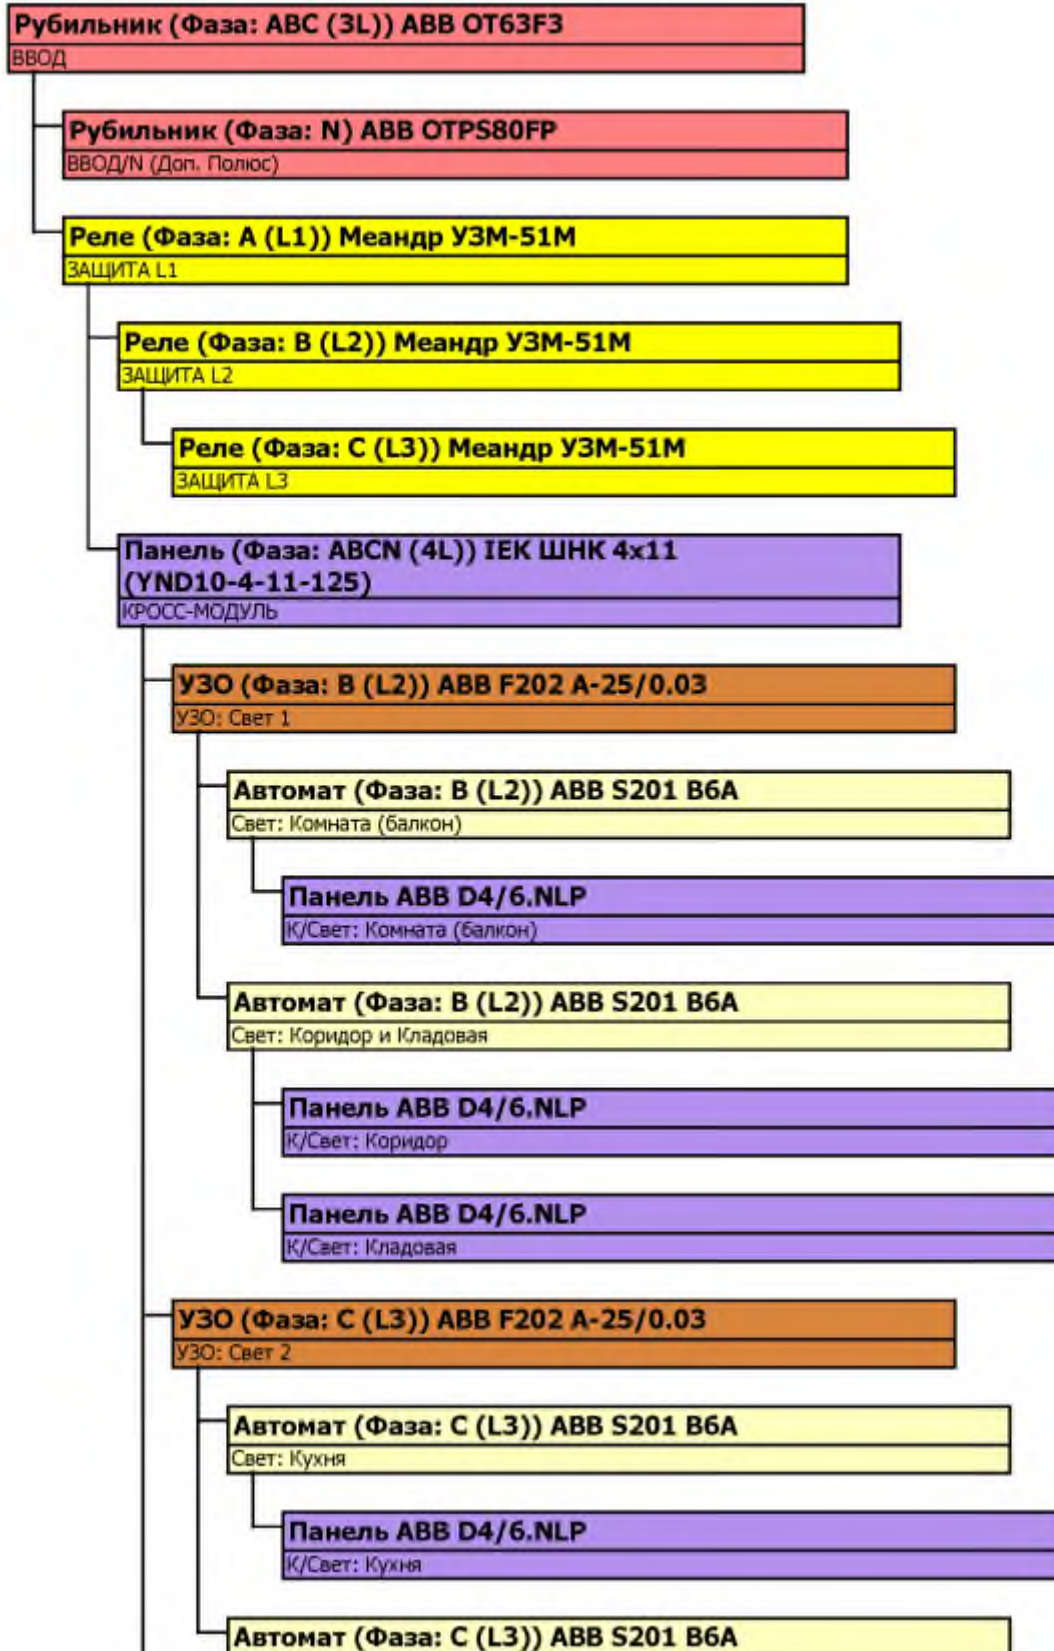 Рубильник (Фаза: ABC (3L)) ABB OT63F3
ВВОД
Рубильник (Фаза: N) ABB OTPS80FP
ВВОД/N (Доп. Полюс)
Реле (Фаза: A (L1)) Меандр УЗМ-51М
ЗАЩИТА L1
Реле (Фаза: B (L2)) Меандр УЗМ-51М
ЗАЩИТА L2
Реле (Фаза: C (L3)) Меандр УЗМ-51М
ЗАЩИТА L3
Панель (Фаза: ABCN (4L)) IEK ШНК 4x11
(YND10-4-11-125)
КРОСС-МОДУЛЬ
УЗО (Фаза: B (L2)) ABB F202 A-25/0.03
УЗО: Свет 1
Автомат (Фаза: B (L2)) ABB S201 B6A
Свет: Комната (балкон)
Панель ABB D4/6.NLP
К/Свет: Комната (балкон)
Автомат (Фаза: B (L2)) ABB S201 B6A
Свет: Коридор и Кладовая
Панель ABB D4/6.NLP
К/Свет: Коридор
Панель ABB D4/6.NLP
К/Свет: Кладовая
УЗО (Фаза: C (L3)) ABB F202 A-25/0.03
УЗО: Свет 2
Автомат (Фаза: C (L3)) ABB S201 B6A
Свет: Кухня
Панель ABB D4/6.NLP
К/Свет: Кухня
Автомат (Фаза: C (L3)) ABB S201 B6A